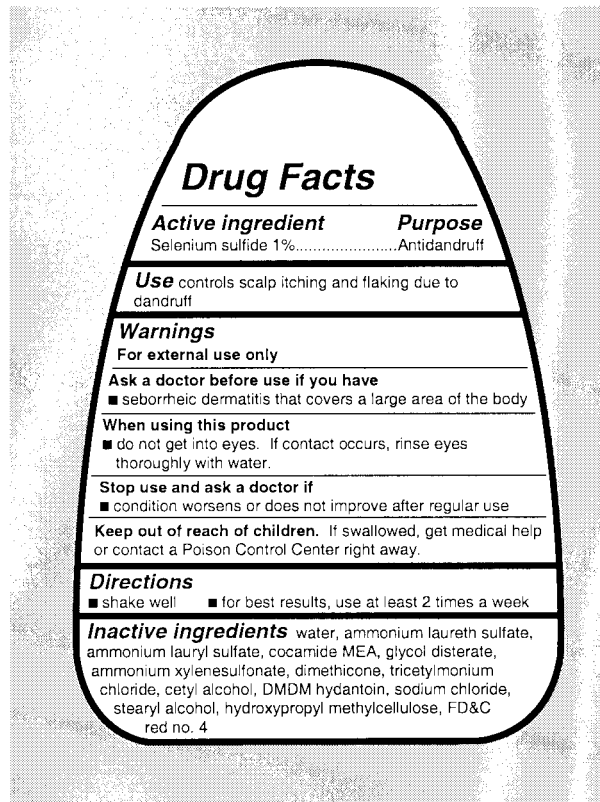 Drug Facts
Active ingredient Purpose
Selenium sulfide 1%.......................Antidandruff
Use controls scalp itching and flaking due to
dandruff
Warnings
For external use only
Ask a doctor before use if you have
■ seborrheic dermatitis that covers a large area of the body
When using this product
■ do not get into eyes. If contact occurs, rinse eyes
thoroughly with water.
Stop use and ask a doctor if
■ condition worsens or does not improve after regular use
Keep out of reach of children. If swallowed, get medical help
or contact a Poison Control Center right away.
Directions
■ shake well ■ for best results, use at least 2 times a week
Inactive ingredients water, ammonium laureth sulfate,
ammonium lauryl sulfate, cocamide MEA, glycol disterate,
ammonium xylenesulfonate, dimethicone, tricetylmonium
chloride, cetyl alcohol, DMDM hydantoin, sodium chloride,
stearyl alcohol, hydroxypropyl methylcellulose, FD&C
red no. 4